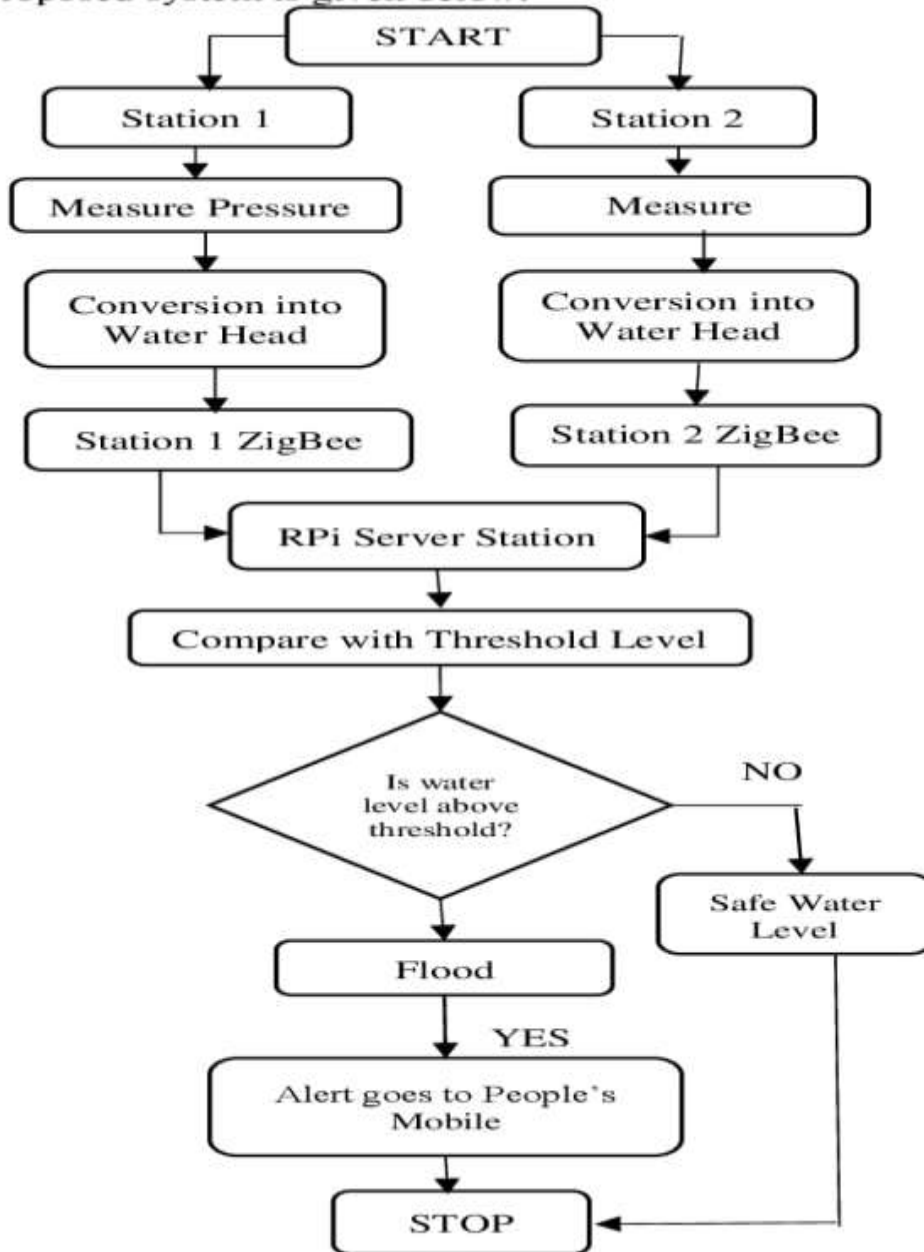 START
Station 1
Station 2
Measure Pressure
Measure
Conversion into
Water Head
Conversion into
Water Head
Station 1 ZigBee
Station 2 ZigBee
RPi Server Station
Compare with Threshold Level
Is water
level above
threshold?
NO
Safe Water
Level
Flood
YES
Alert goes to People's
Mobile
STOP